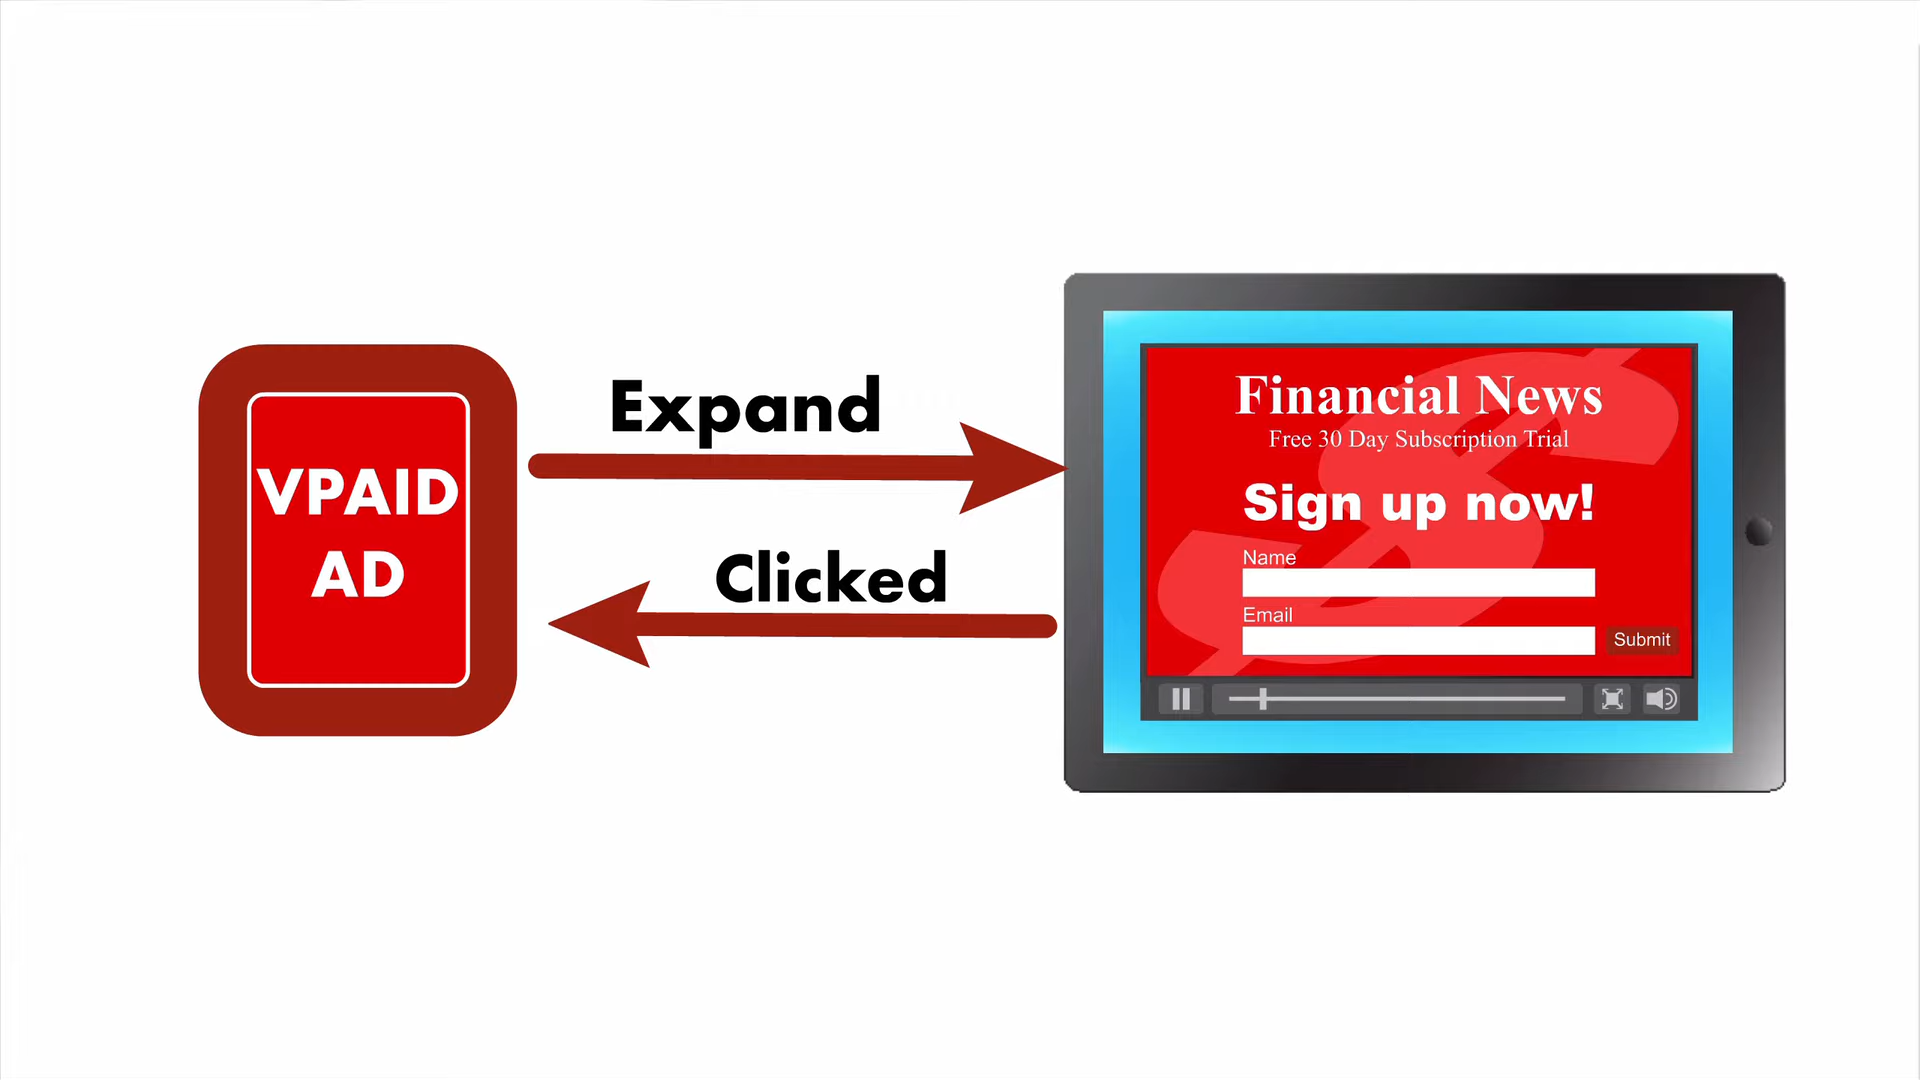 VPAID
AD
Expand
Clicked
Financial News
Free 30 Day Subscription Trial
Sign up now!
Name
Email
Submit